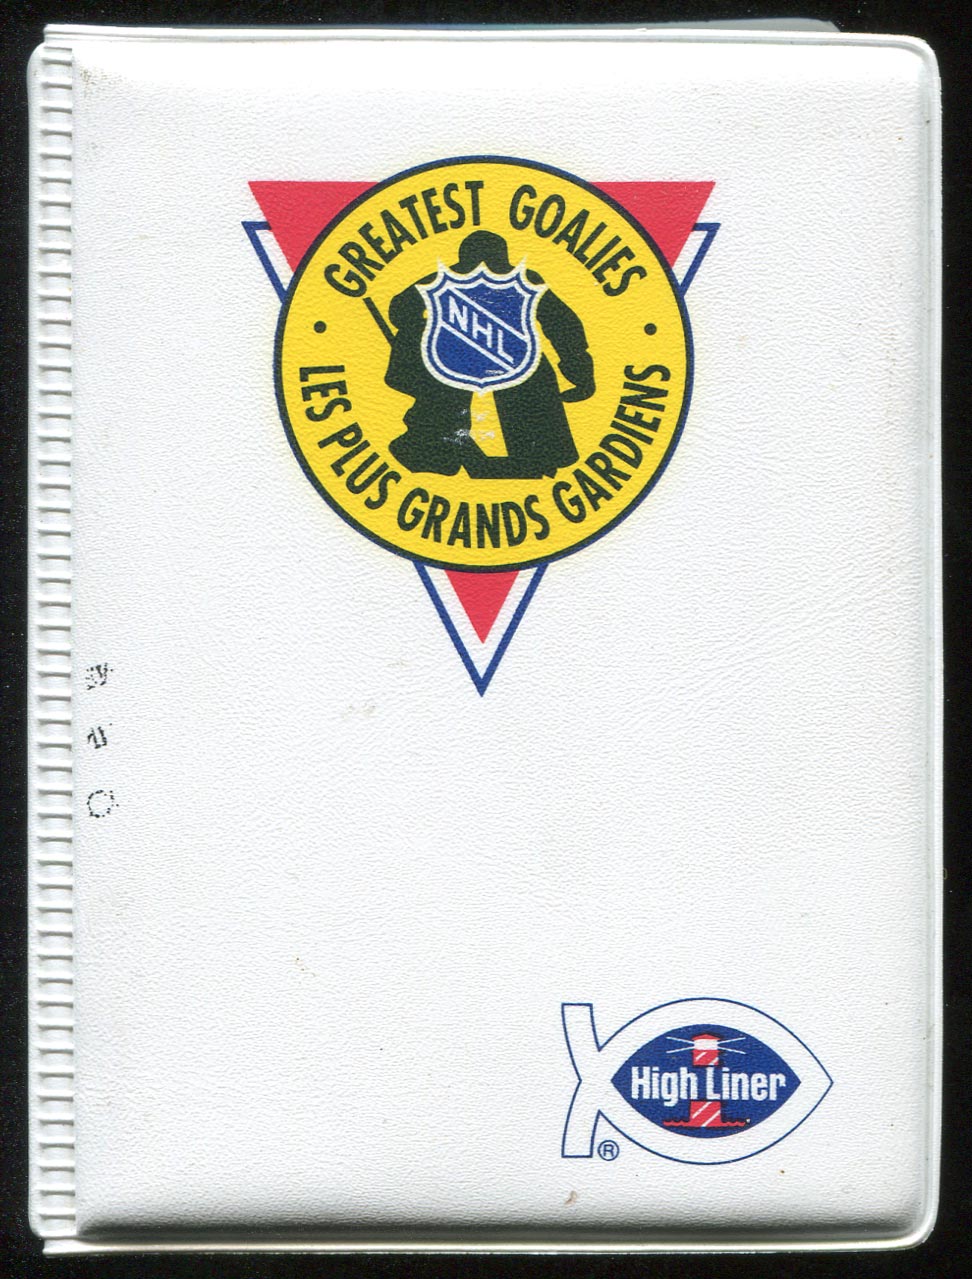 GREATEST GOALIES
NHL
LES PLUS GRANDS GARDIENS
High Liner
®